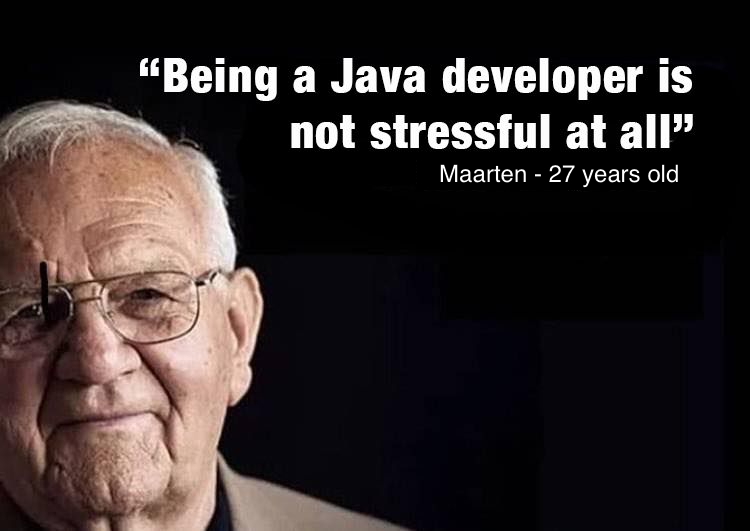 “Being a Java developer is
not stressful at all”
Maarten - 27 years old